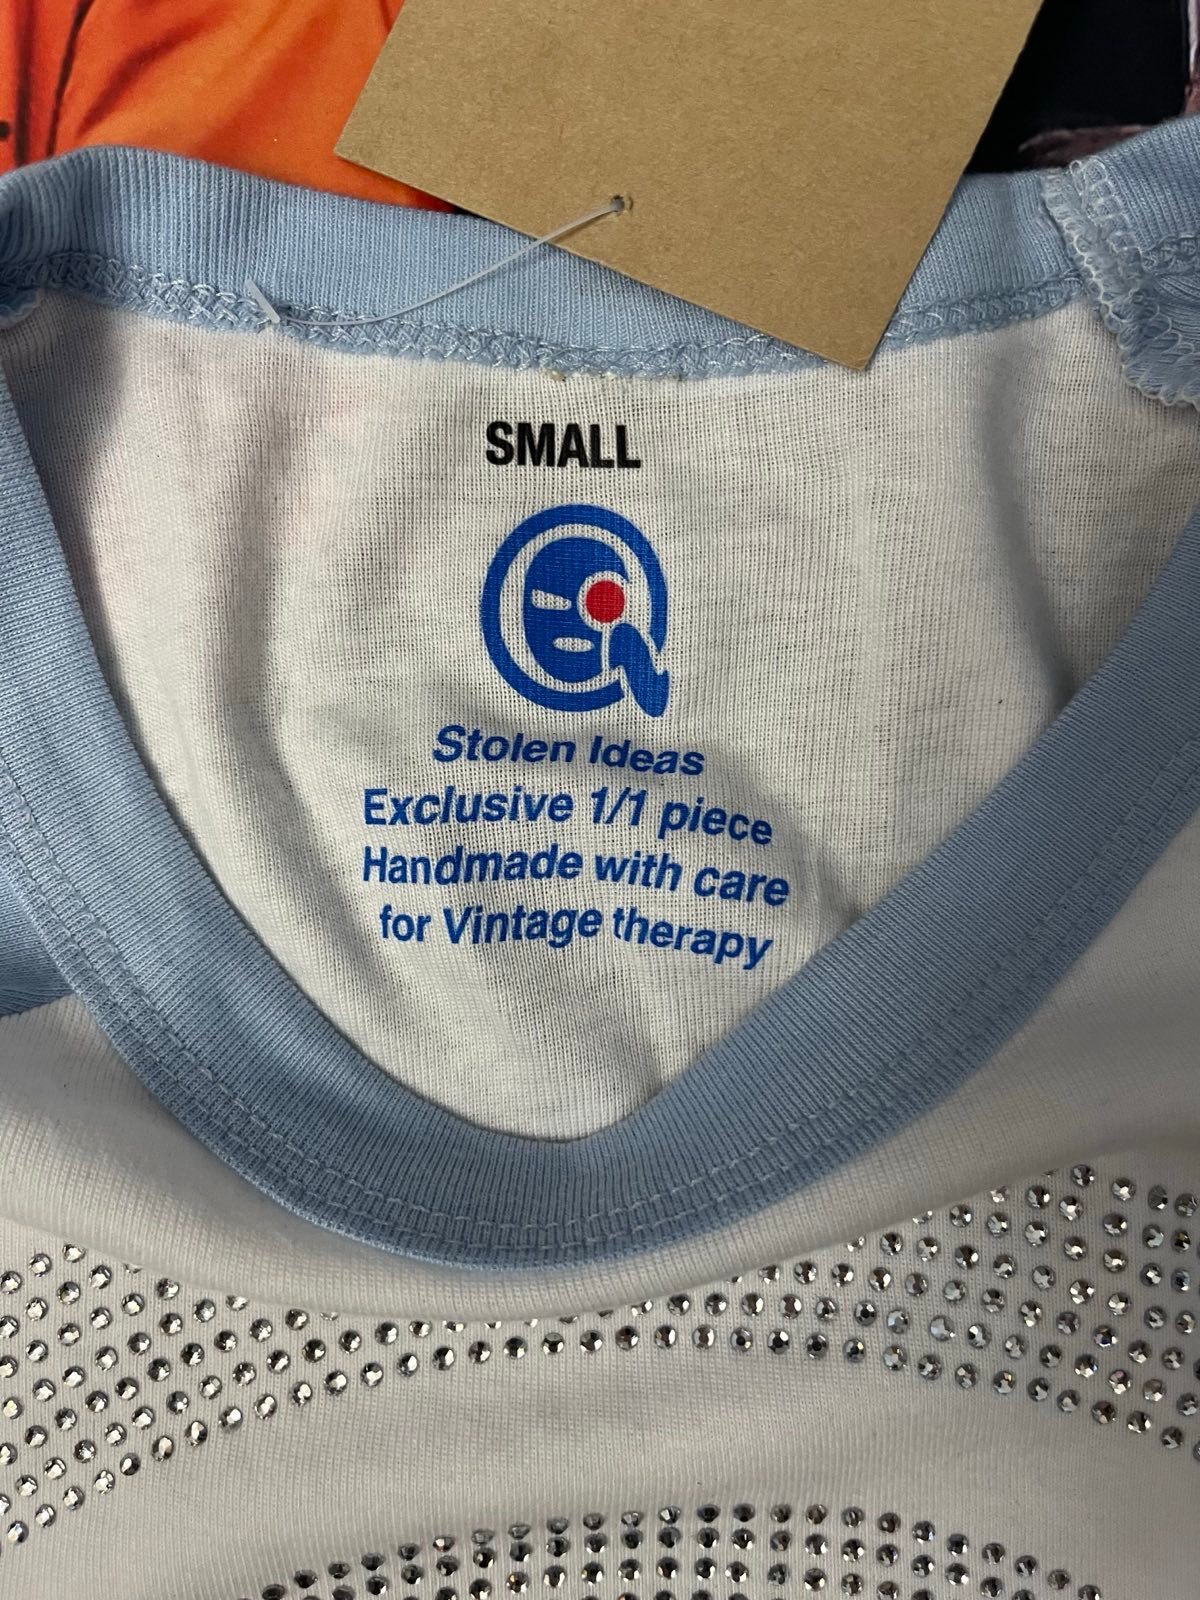 SMALL
Stolen Ideas
Exclusive 1/1 piece
Handmade with care
for Vintage therapy